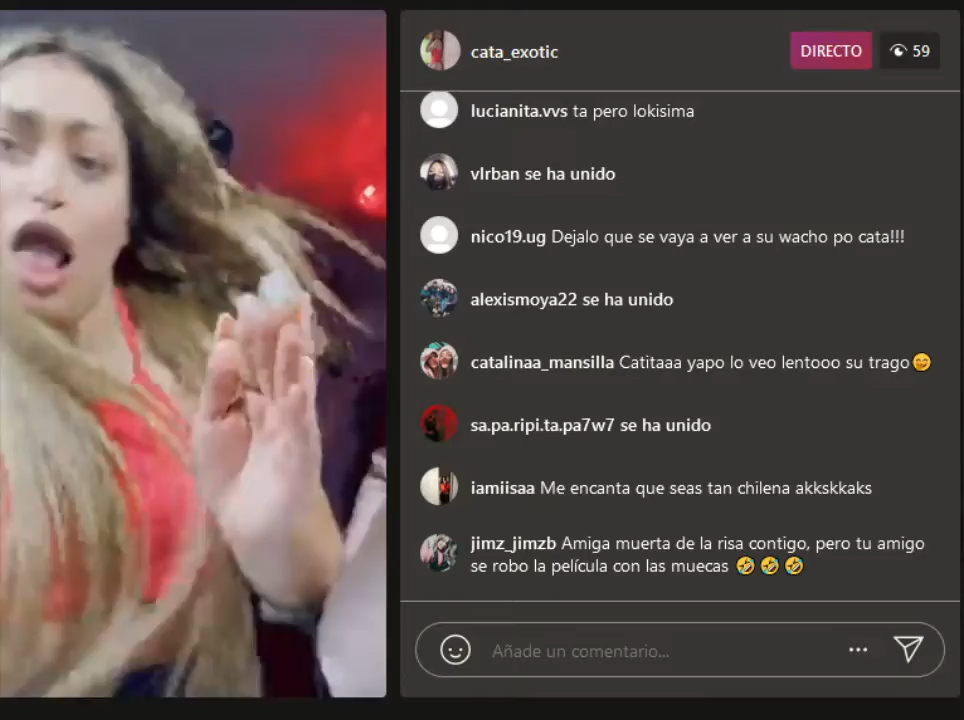 cata_exotic
DIRECTO
59
lucianita.vvs ta pero lokisima
vlrban se ha unido
nico19.ug Dejalo que se vaya a ver a su wacho po cata!!!
alexismoya22 se ha unido
catalinaa_mansilla Catitaaa yapo lo veo lentooo su trago😊
sa.pa.ripi.ta.pa7w7 se ha unido
iamiisaa Me encanta que seas tan chilena akkskkaks
jimz_jimzb Amiga muerta de la risa contigo, pero tu amigo
se robo la película con las muecas 🤣 🤣 🤣
Añade un comentario...